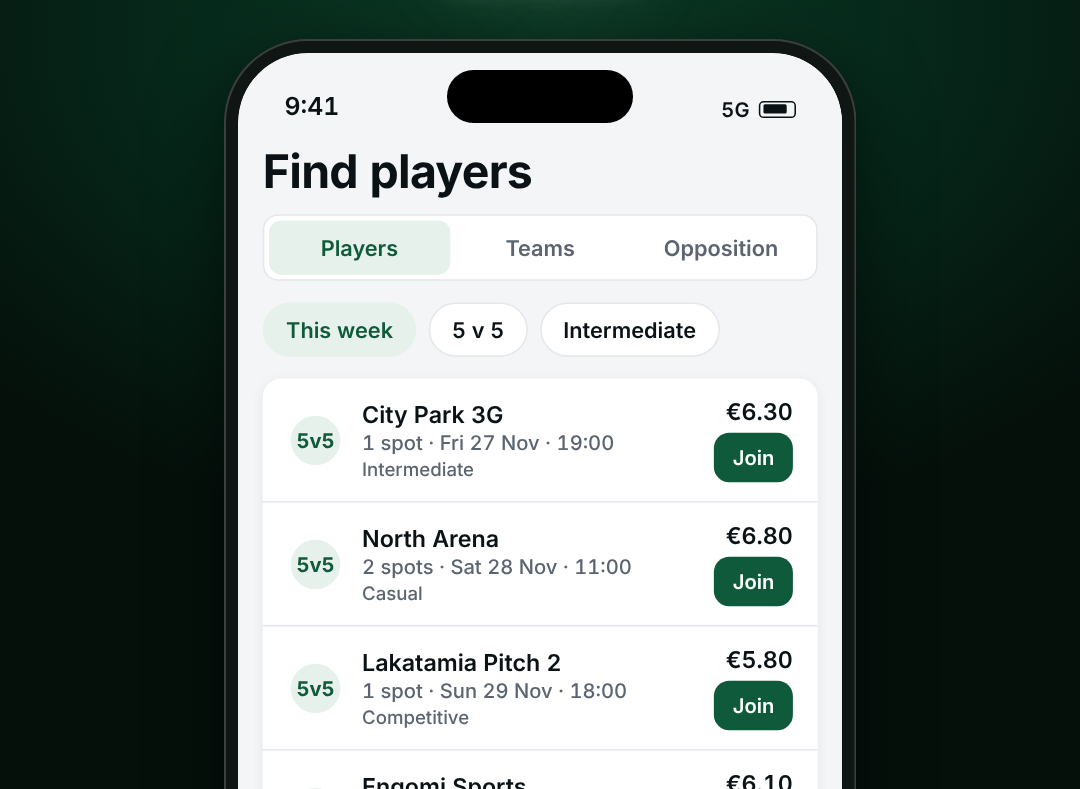 9:41
5G
Find players
Players Teams Opposition
This week 5 v 5 Intermediate
City Park 3G €6.30
5v5 1 spot · Fri 27 Nov · 19:00 Join
Intermediate
North Arena €6.80
5v5 2 spots · Sat 28 Nov · 11:00 Join
Casual
Lakatamia Pitch 2 €5.80
5v5 1 spot · Sun 29 Nov · 18:00 Join
Competitive
Engomi Sports €6.10